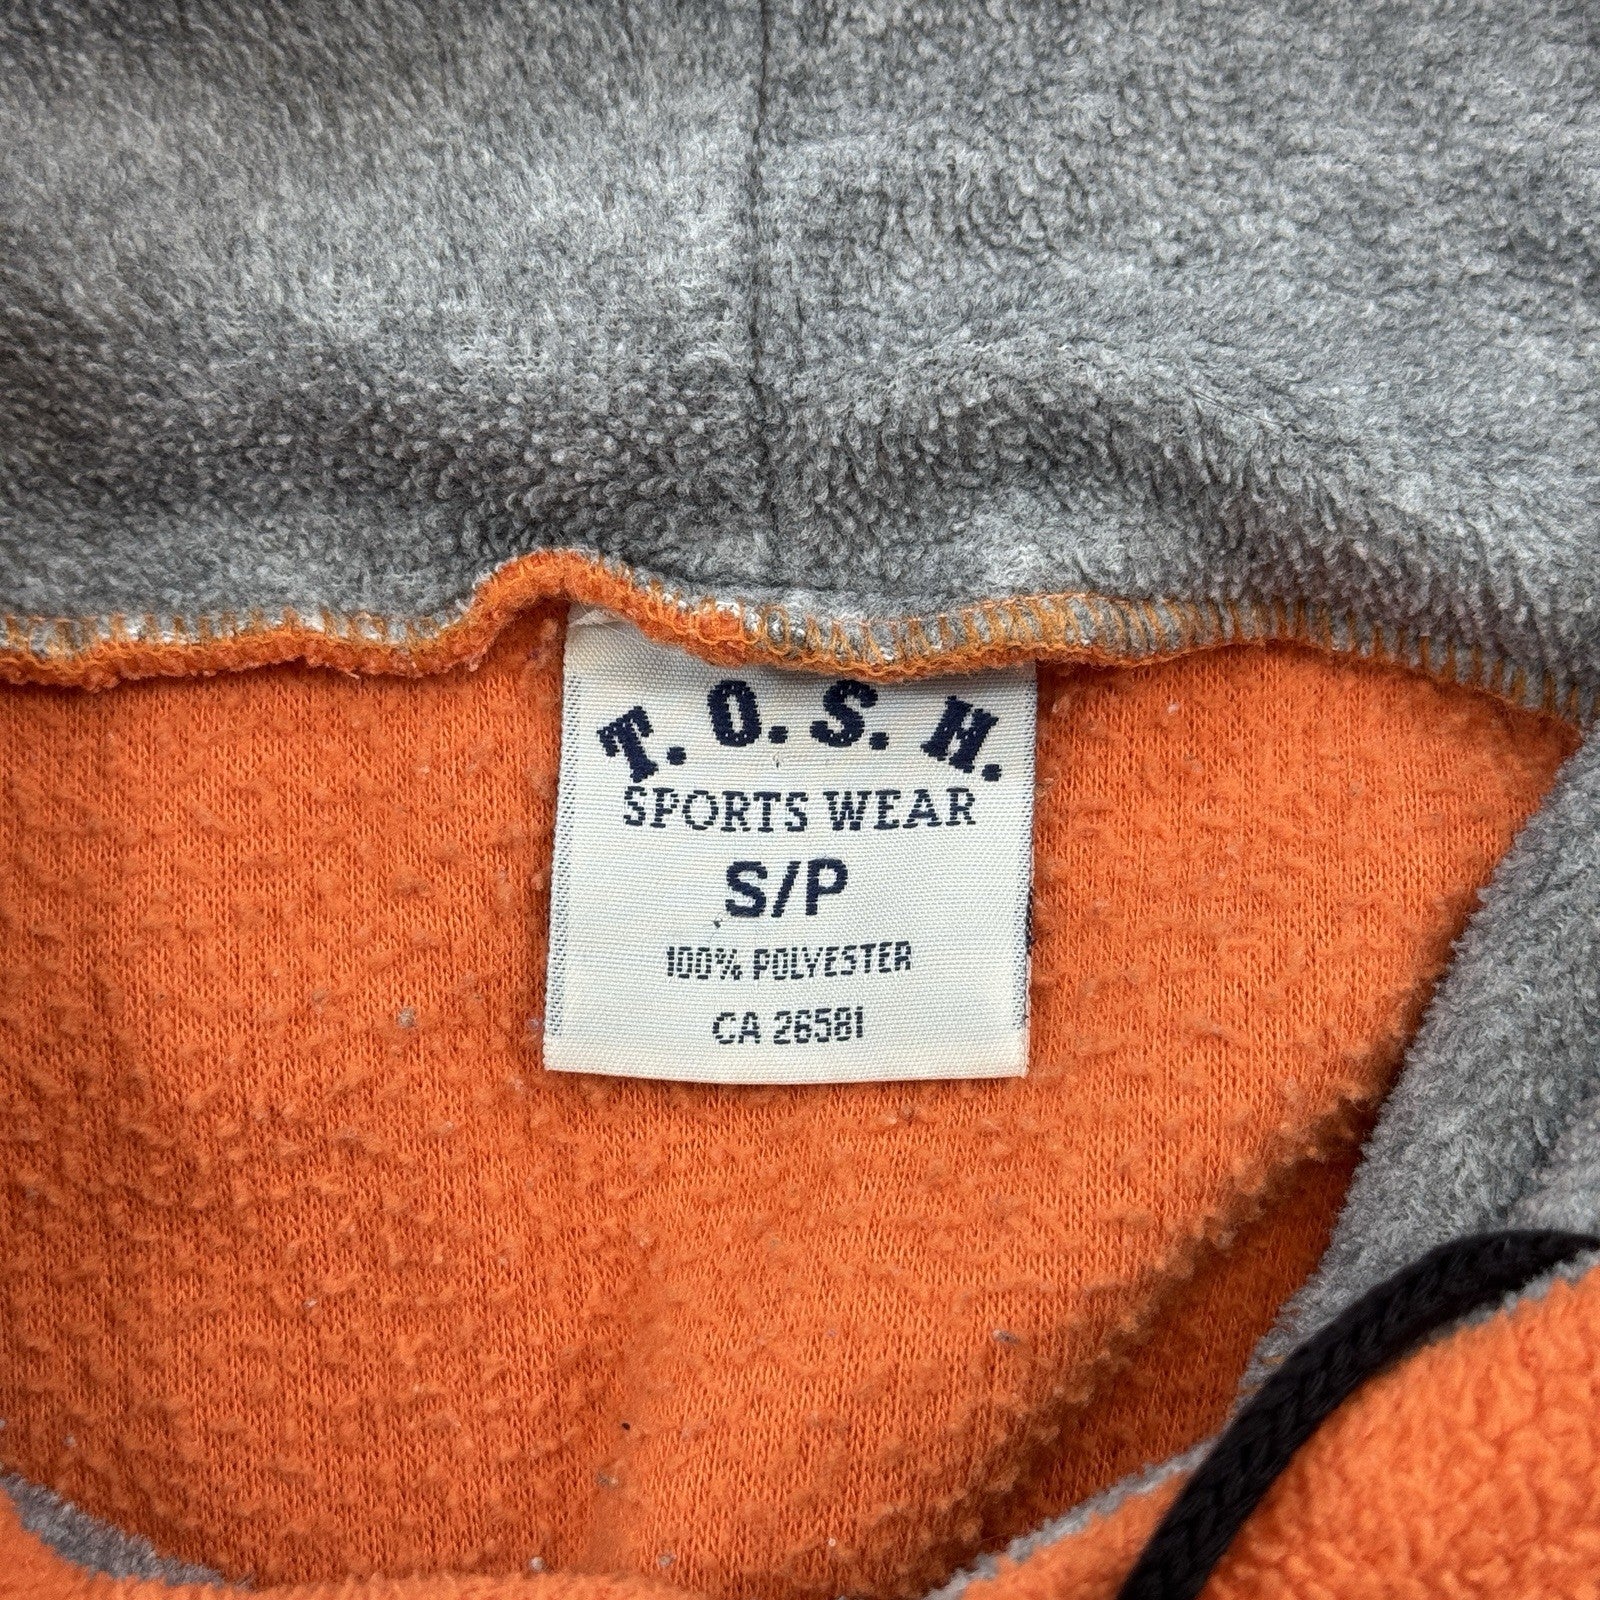 T.O.S.H.
SPORTS WEAR
S/P
100% POLYESTER
CA 26581